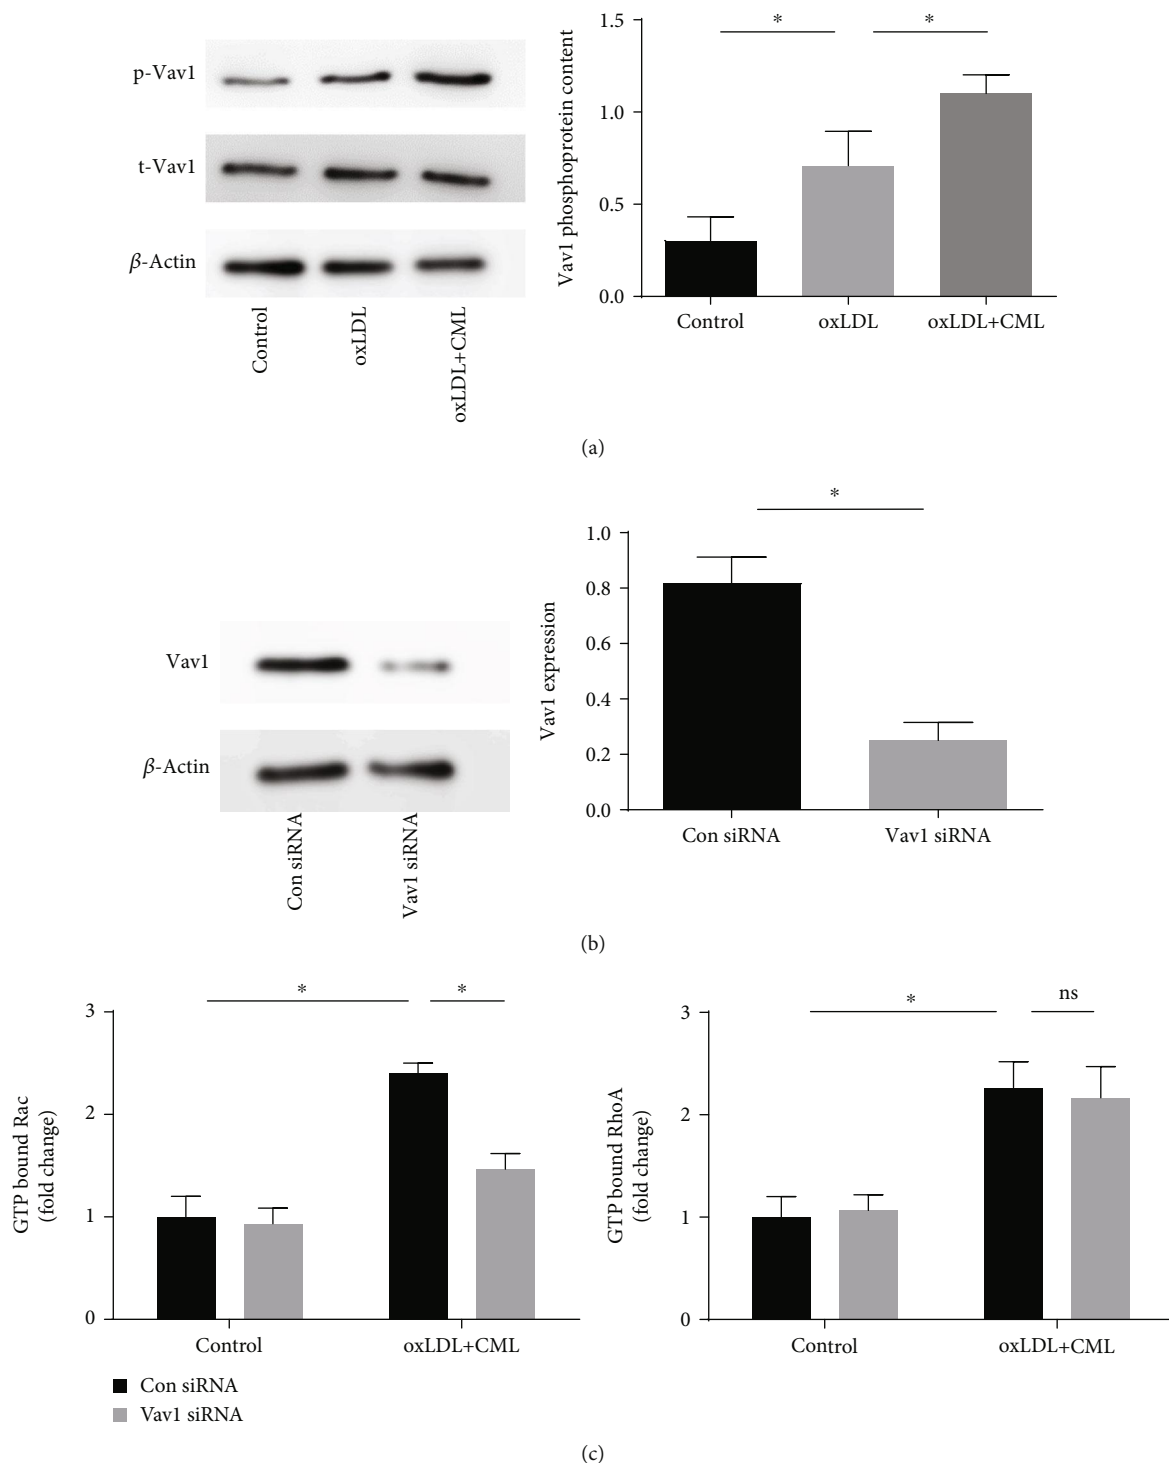 p-Vav1
t-Vav1
β-Actin
Control
oxLDL
oxLDL+CML
Vav1 phosphoprotein content
1.5
1.0
0.5
0.0
*
*
Control
oxLDL
oxLDL+CML
(a)
Vav1
β-Actin
Con siRNA
Vav1 siRNA
Vav1 expression
1.0
0.8
0.6
0.4
0.2
0.0
*
Con siRNA
Vav1 siRNA
(b)
GTP bound Rac
(fold change)
3
2
1
0
*
*
Control
oxLDL+CML
Con siRNA
Vav1 siRNA
GTP bound RhoA
(fold change)
3
2
1
0
*
ns
Control
oxLDL+CML
(c)